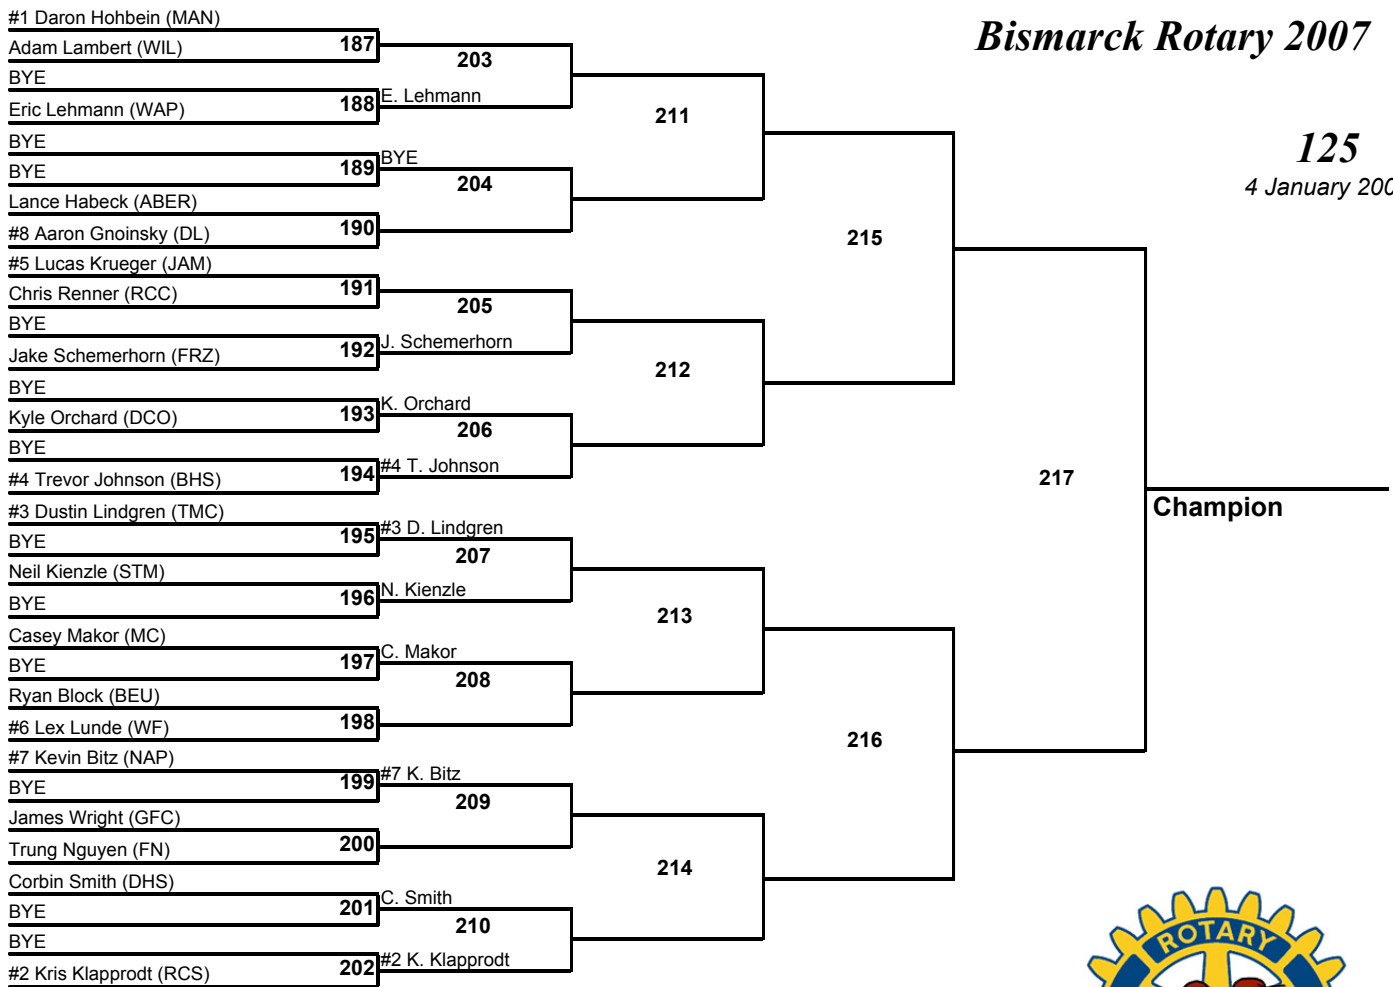 #1 Daron Hohbein (MAN)
Bismarck Rotary 2007
Adam Lambert (WIL)
187
203
BYE
E. Lehmann
Eric Lehmann (WAP)
188
211
BYE
125
BYE
189
BYE
204
4 January 200
Lance Habeck (ABER)
#8 Aaron Gnoinsky (DL)
190
215
#5 Lucas Krueger (JAM)
Chris Renner (RCC)
191
205
BYE
J. Schemerhorn
Jake Schemerhorn (FRZ)
192
212
BYE
K. Orchard
Kyle Orchard (DCO)
193
206
BYE
#4 T. Johnson
#4 Trevor Johnson (BHS)
194
217
#3 Dustin Lindgren (TMC)
Champion
#3 D. Lindgren
BYE
195
207
Neil Kienzle (STM)
N. Kienzle
BYE
196
213
Casey Makor (MC)
C. Makor
BYE
197
208
Ryan Block (BEU)
#6 Lex Lunde (WF)
198
216
#7 Kevin Bitz (NAP)
#7 K. Bitz
BYE
199
209
James Wright (GFC)
Trung Nguyen (FN)
200
214
Corbin Smith (DHS)
C. Smith
BYE
201
210
BYE
#2 K. Klapprodt
#2 Kris Klapprodt (RCS)
202
ROTARY